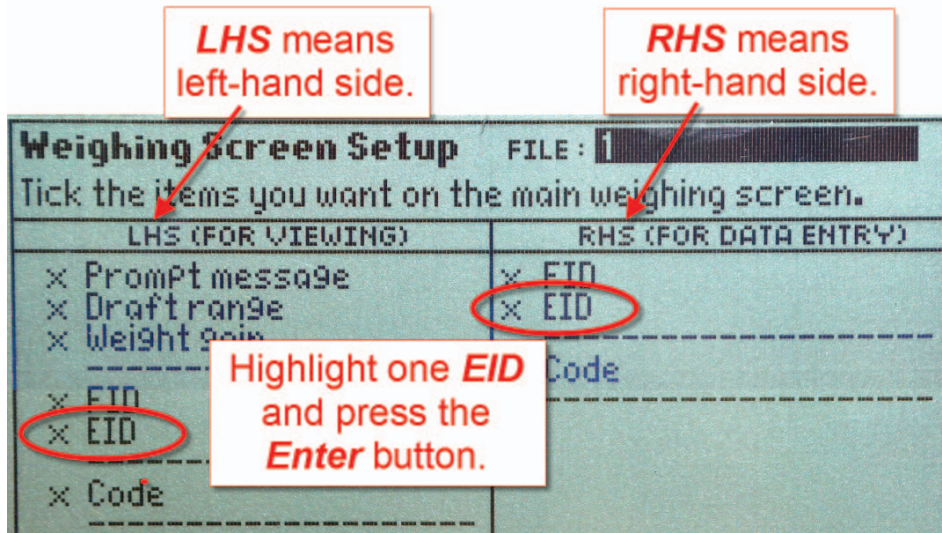 LHS means
left-hand side.
RHS means
right-hand side.
Weighing Screen Setup FILE: 1
Tick the items you want on the main weighing screen.
LHS (FOR VIEWING)
RHS (FOR DATA ENTRY)
x Prompt message
x Draft range
x Weight gain
x EID
x EID
x Code
x EID
x EID
Code
Highlight one EID
and press the
Enter button.